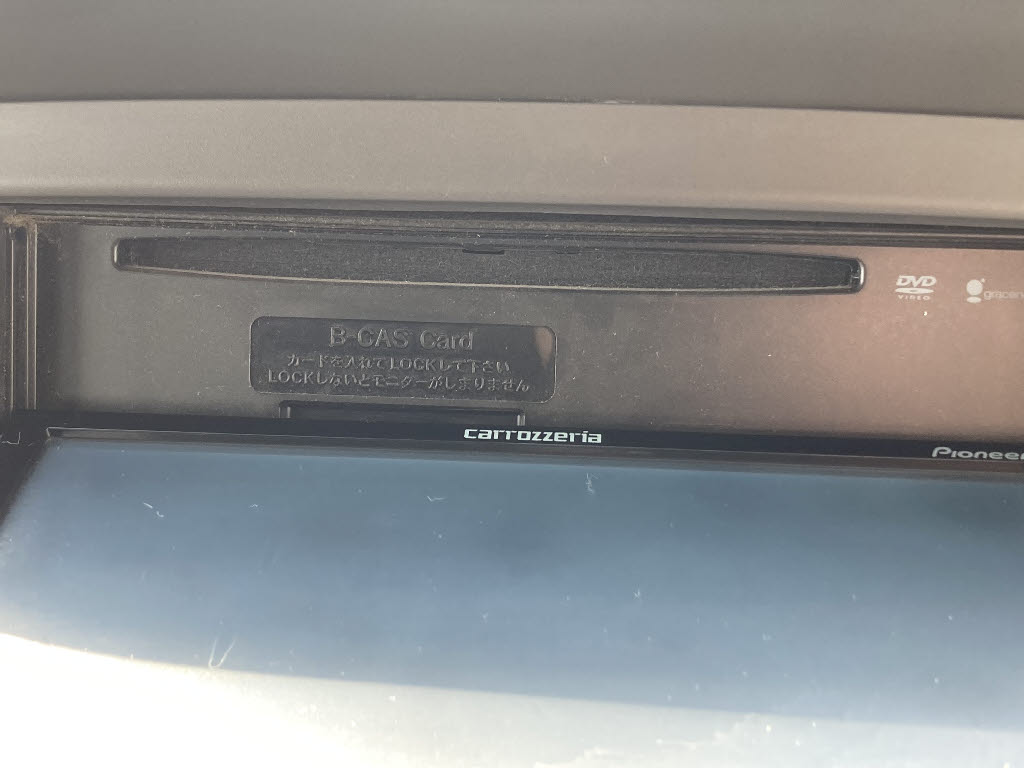 DVD
VIDEO
B-CAS Card
カードを入れてLOCKして下さい
LOCKしないとモニターがしまりません
carrozzeria
Pioneer